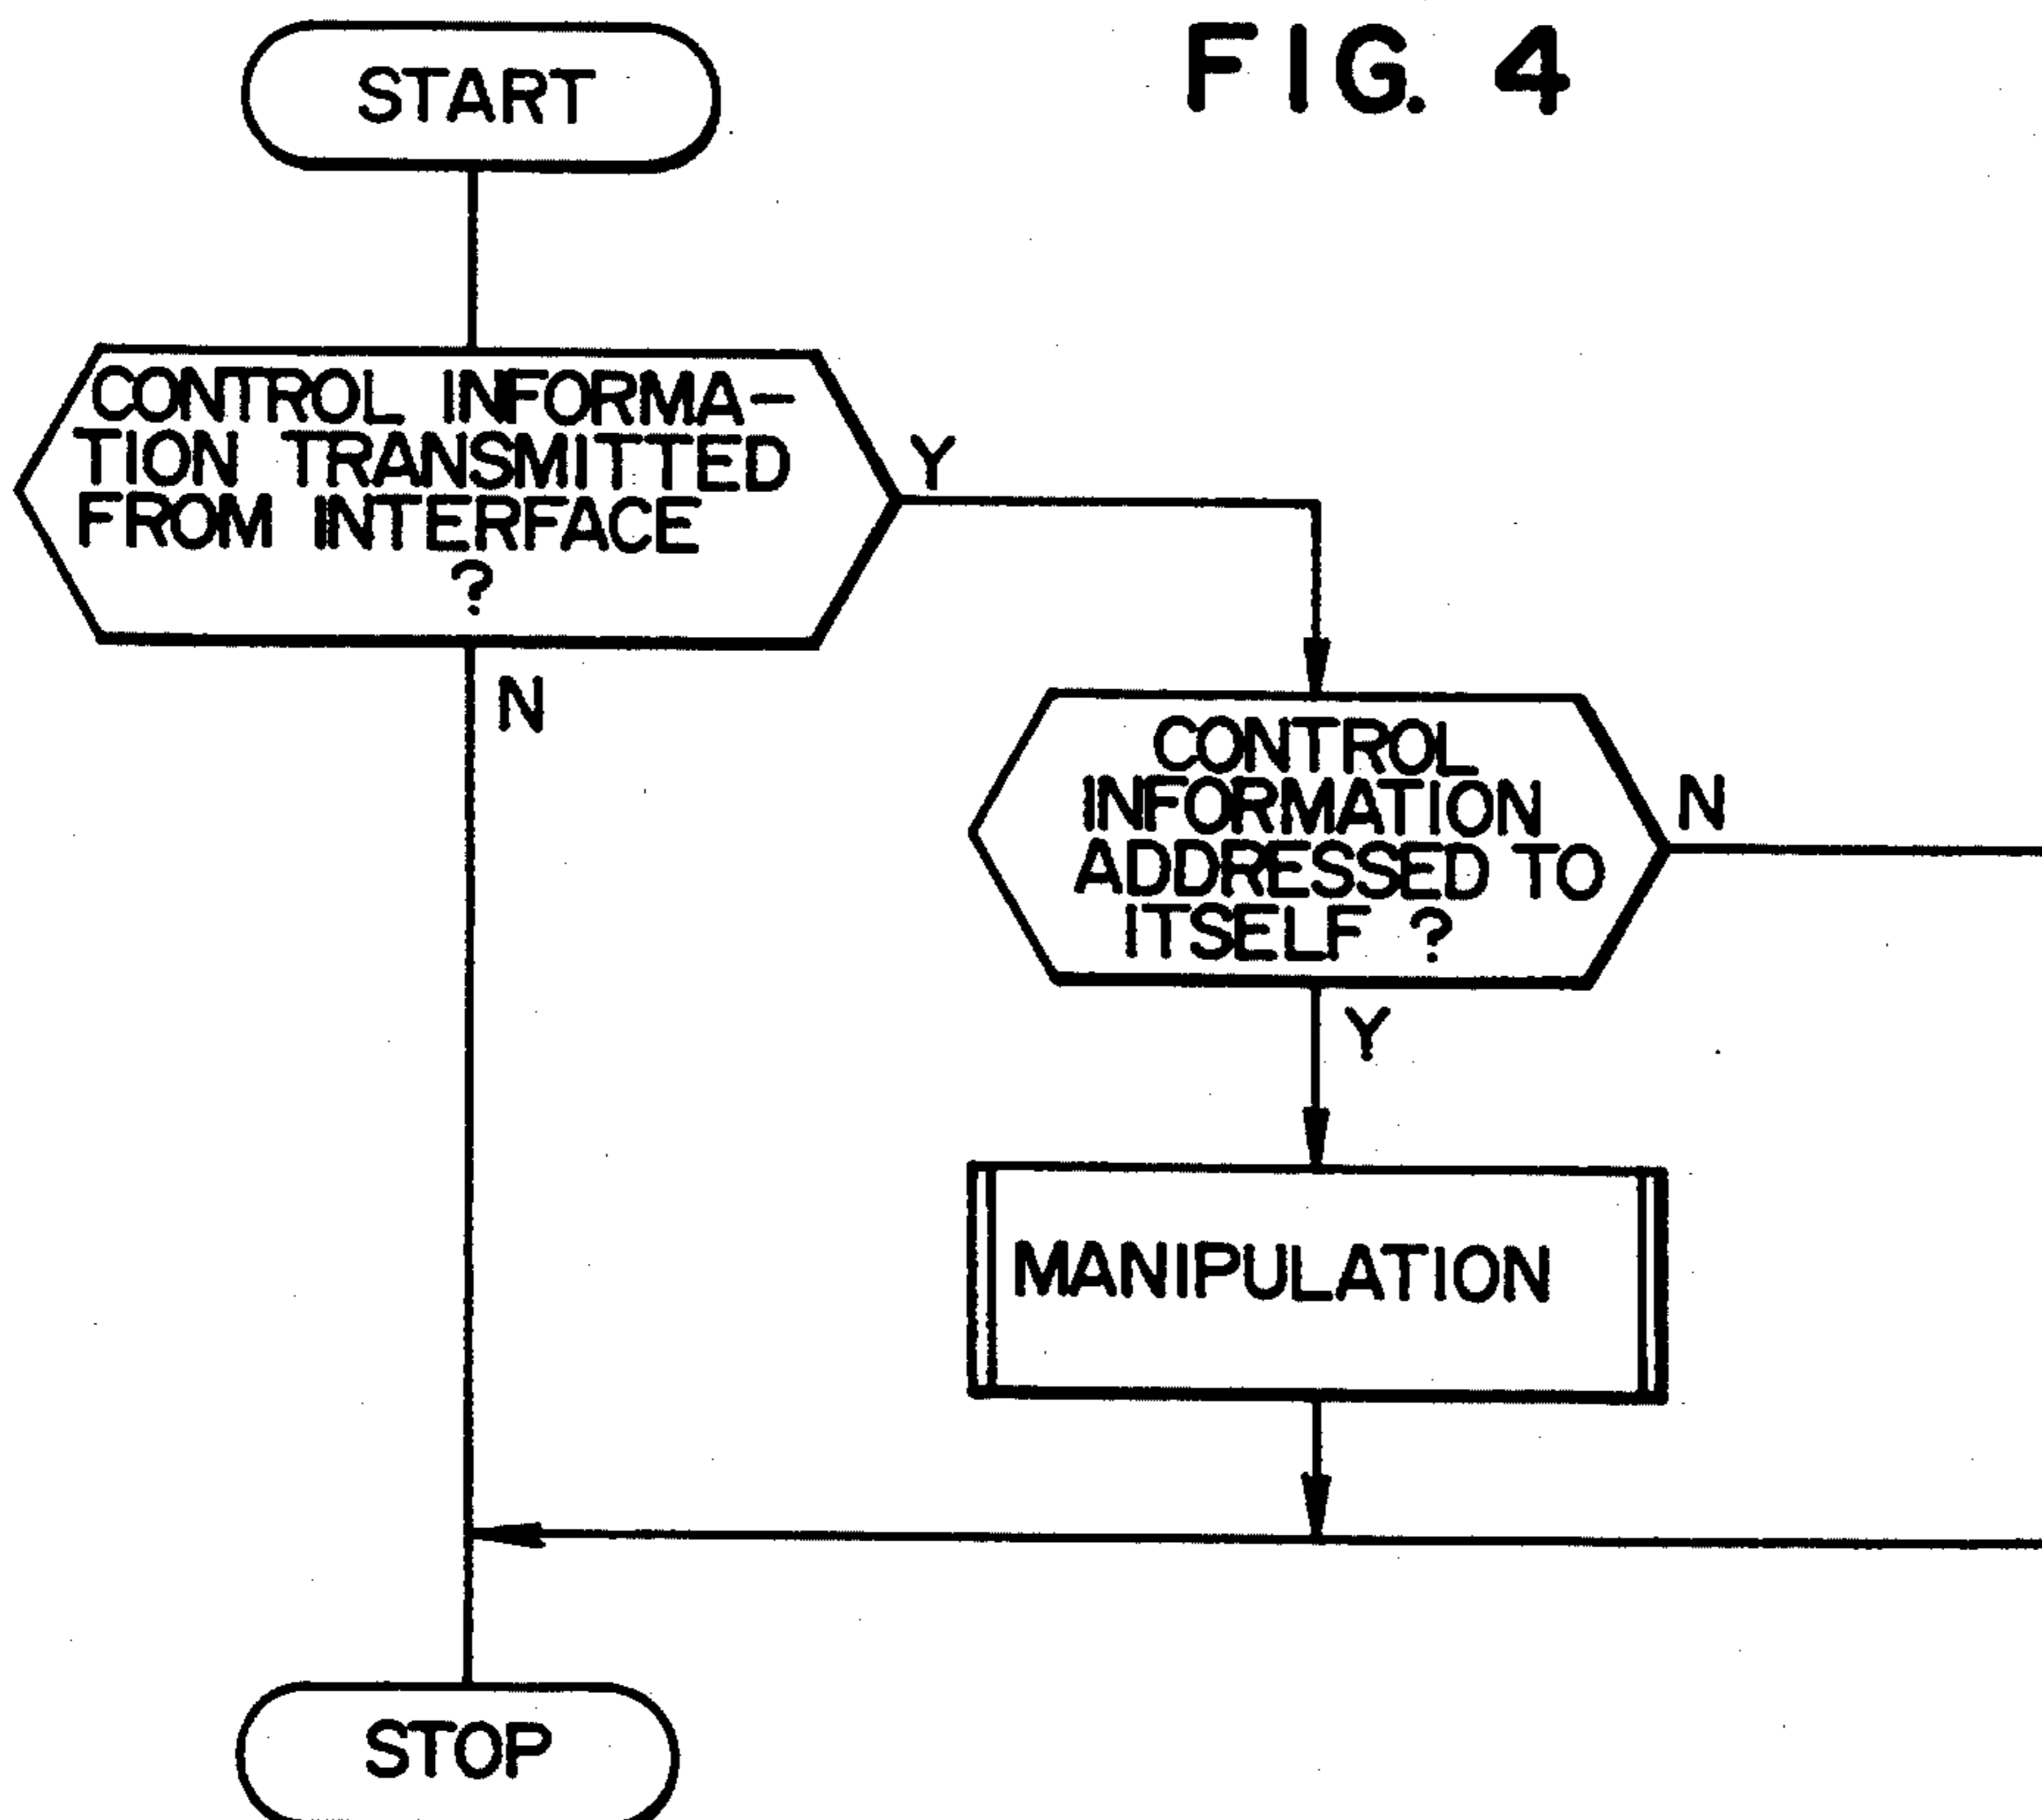 FIG. 4
START
CONTROL INFORMA-
TION TRANSMITTED
FROM INTERFACE
?
Y
N
CONTROL
INFORMATION
ADDRESSED TO
ITSELF ?
N
Y
MANIPULATION
STOP